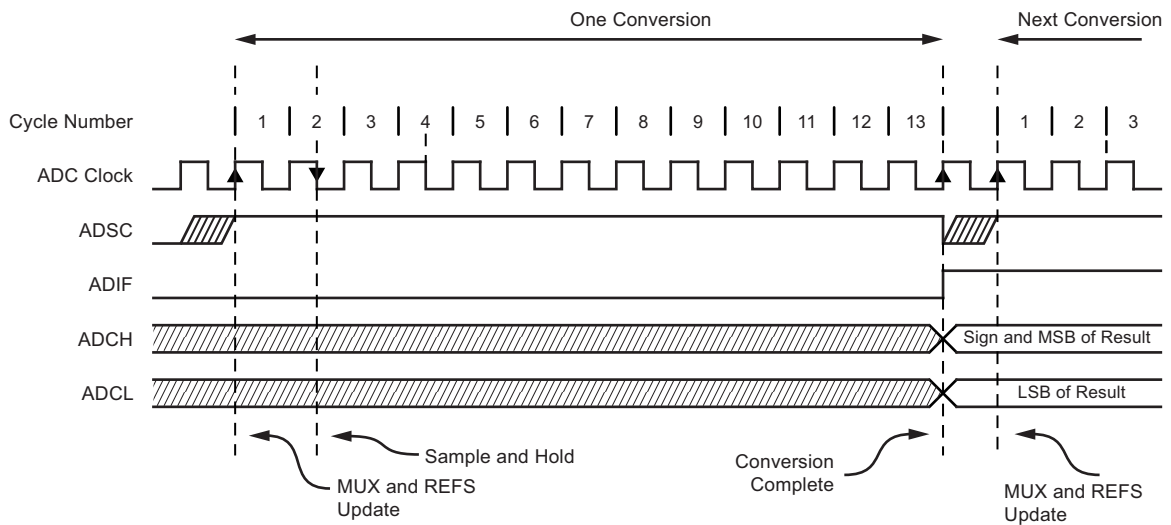 One Conversion
Next Conversion
Cycle Number 1 2 3 4 5 6 7 8 9 10 11 12 13 1 2 3
ADC Clock
ADSC
ADIF
ADCH
Sign and MSB of Result
ADCL
LSB of Result
Sample and Hold
MUX and REFS
Update
Conversion
Complete
MUX and REFS
Update